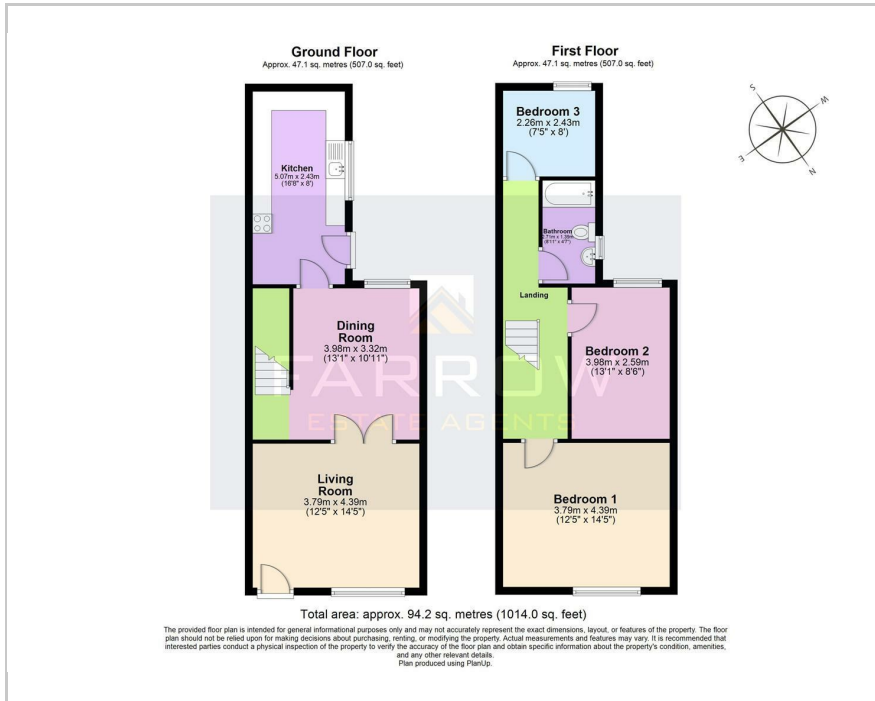 Ground Floor
Approx. 47.1 sq. metres (507.0 sq. feet)
Kitchen
5.07m x 2.43m
(16'8" x 8')
Dining
Room
3.98m x 3.32m
(13'1" x 10'11")
Living
Room
3.79m x 4.39m
(12'5" x 14'5")
First Floor
Approx. 47.1 sq. metres (507.0 sq. feet)
Bedroom 3
2.26m x 2.43m
(7'5" x 8')
Bathroom
2.71m x 1.39m
(8'11" x 4'7")
Landing
Bedroom 2
3.98m x 2.59m
(13'1" x 8'6")
Bedroom 1
3.79m x 4.39m
(12'5" x 14'5")
S
W
E
N
FARROW
ESTATE AGENTS
Total area: approx. 94.2 sq. metres (1014.0 sq. feet)
The provided floor plan is intended for general informational purposes only and may not accurately represent the exact dimensions, layout, or features of the property. The floor
plan should not be relied upon for making decisions about purchasing, renting, or modifying the property. Actual measurements and features may vary. It is recommended that
interested parties conduct a physical inspection of the property to verify the accuracy of the floor plan and obtain specific information about the property's condition, amenities,
and any other relevant details.
Plan produced using PlanUp.